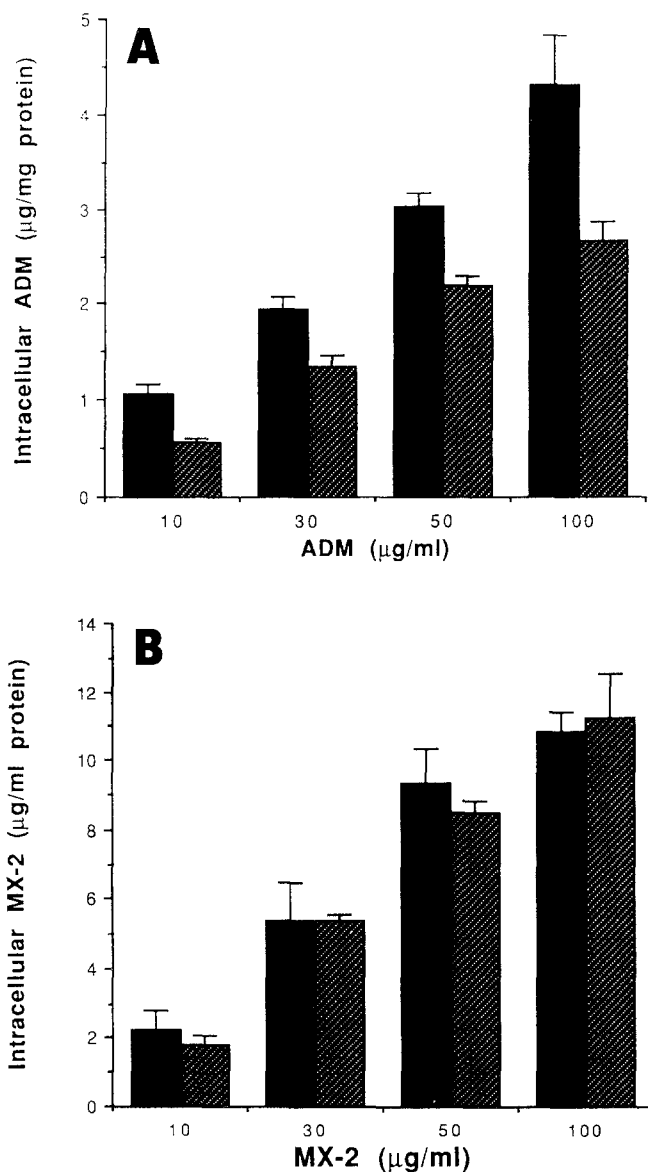 A
Intracellular ADM (μg/mg protein)
5
4
3
2
1
0
10 30 50 100
ADM (μg/ml)
B
Intracellular MX-2 (μg/ml protein)
14
12
10
8
6
4
2
0
10 30 50 100
MX-2 (μg/ml)